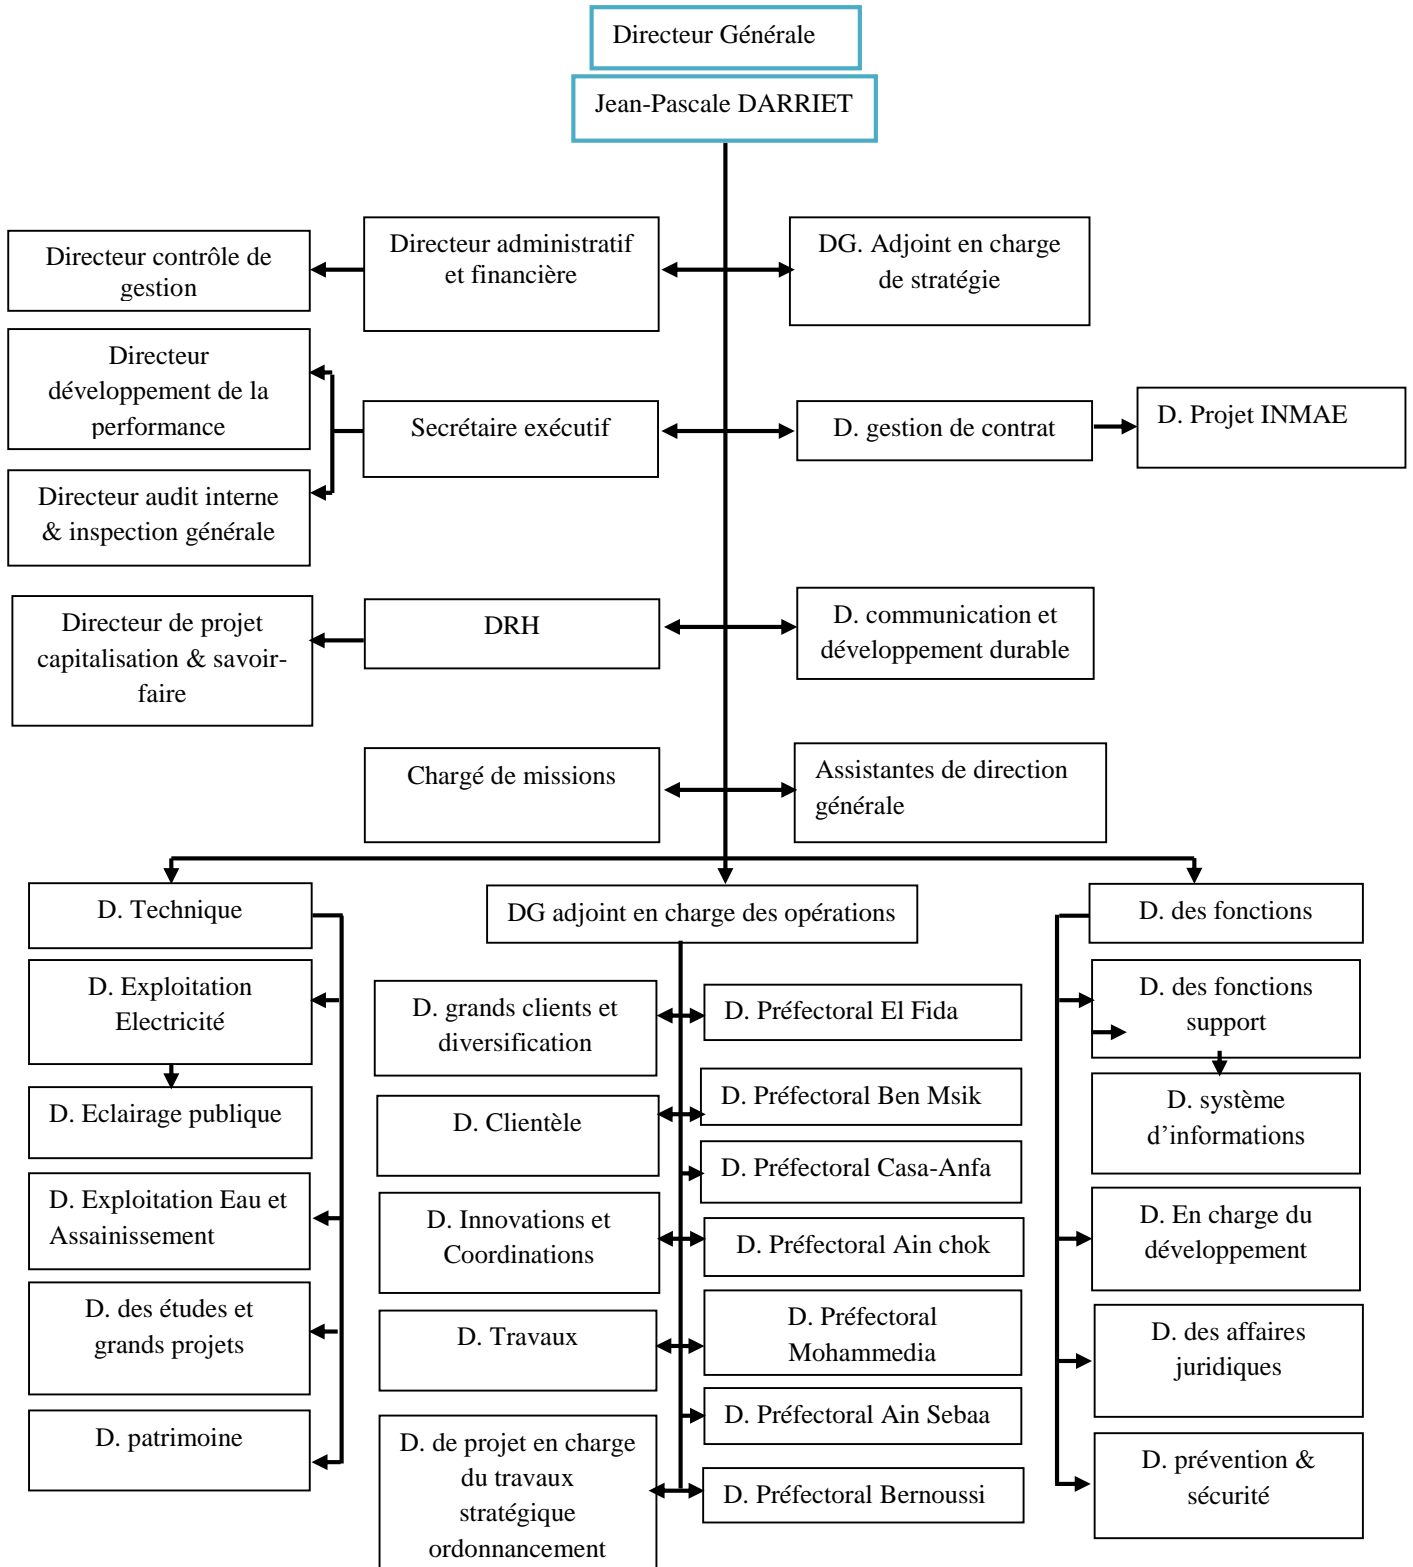 Directeur Générale
Jean-Pascale DARRIET
Directeur contrôle de
gestion
Directeur administratif
et financière
DG. Adjoint en charge
de stratégie
Directeur
développement de la
performance
Secrétaire exécutif
D. gestion de contrat
D. Projet INMAE
Directeur audit interne
& inspection générale
Directeur de projet
capitalisation & savoir-
faire
DRH
D. communication et
développement durable
Chargé de missions
Assistantes de direction
générale
D. Technique
DG adjoint en charge des opérations
D. des fonctions
D. Exploitation
Electricité
D. Eclairage publique
D. Exploitation Eau et
Assainissement
D. des études et
grands projets
D. patrimoine
D. grands clients et
diversification
D. Clientèle
D. Innovations et
Coordinations
D. Travaux
D. de projet en charge
du travaux
stratégique
ordonnancement
D. Préfectoral El Fida
D. Préfectoral Ben Msik
D. Préfectoral Casa-Anfa
D. Préfectoral Ain chok
D. Préfectoral
Mohammedia
D. Préfectoral Ain Sebaa
D. Préfectoral Bernoussi
D. des fonctions
support
D. système
d’informations
D. En charge du
développement
D. des affaires
juridiques
D. prévention &
sécurité